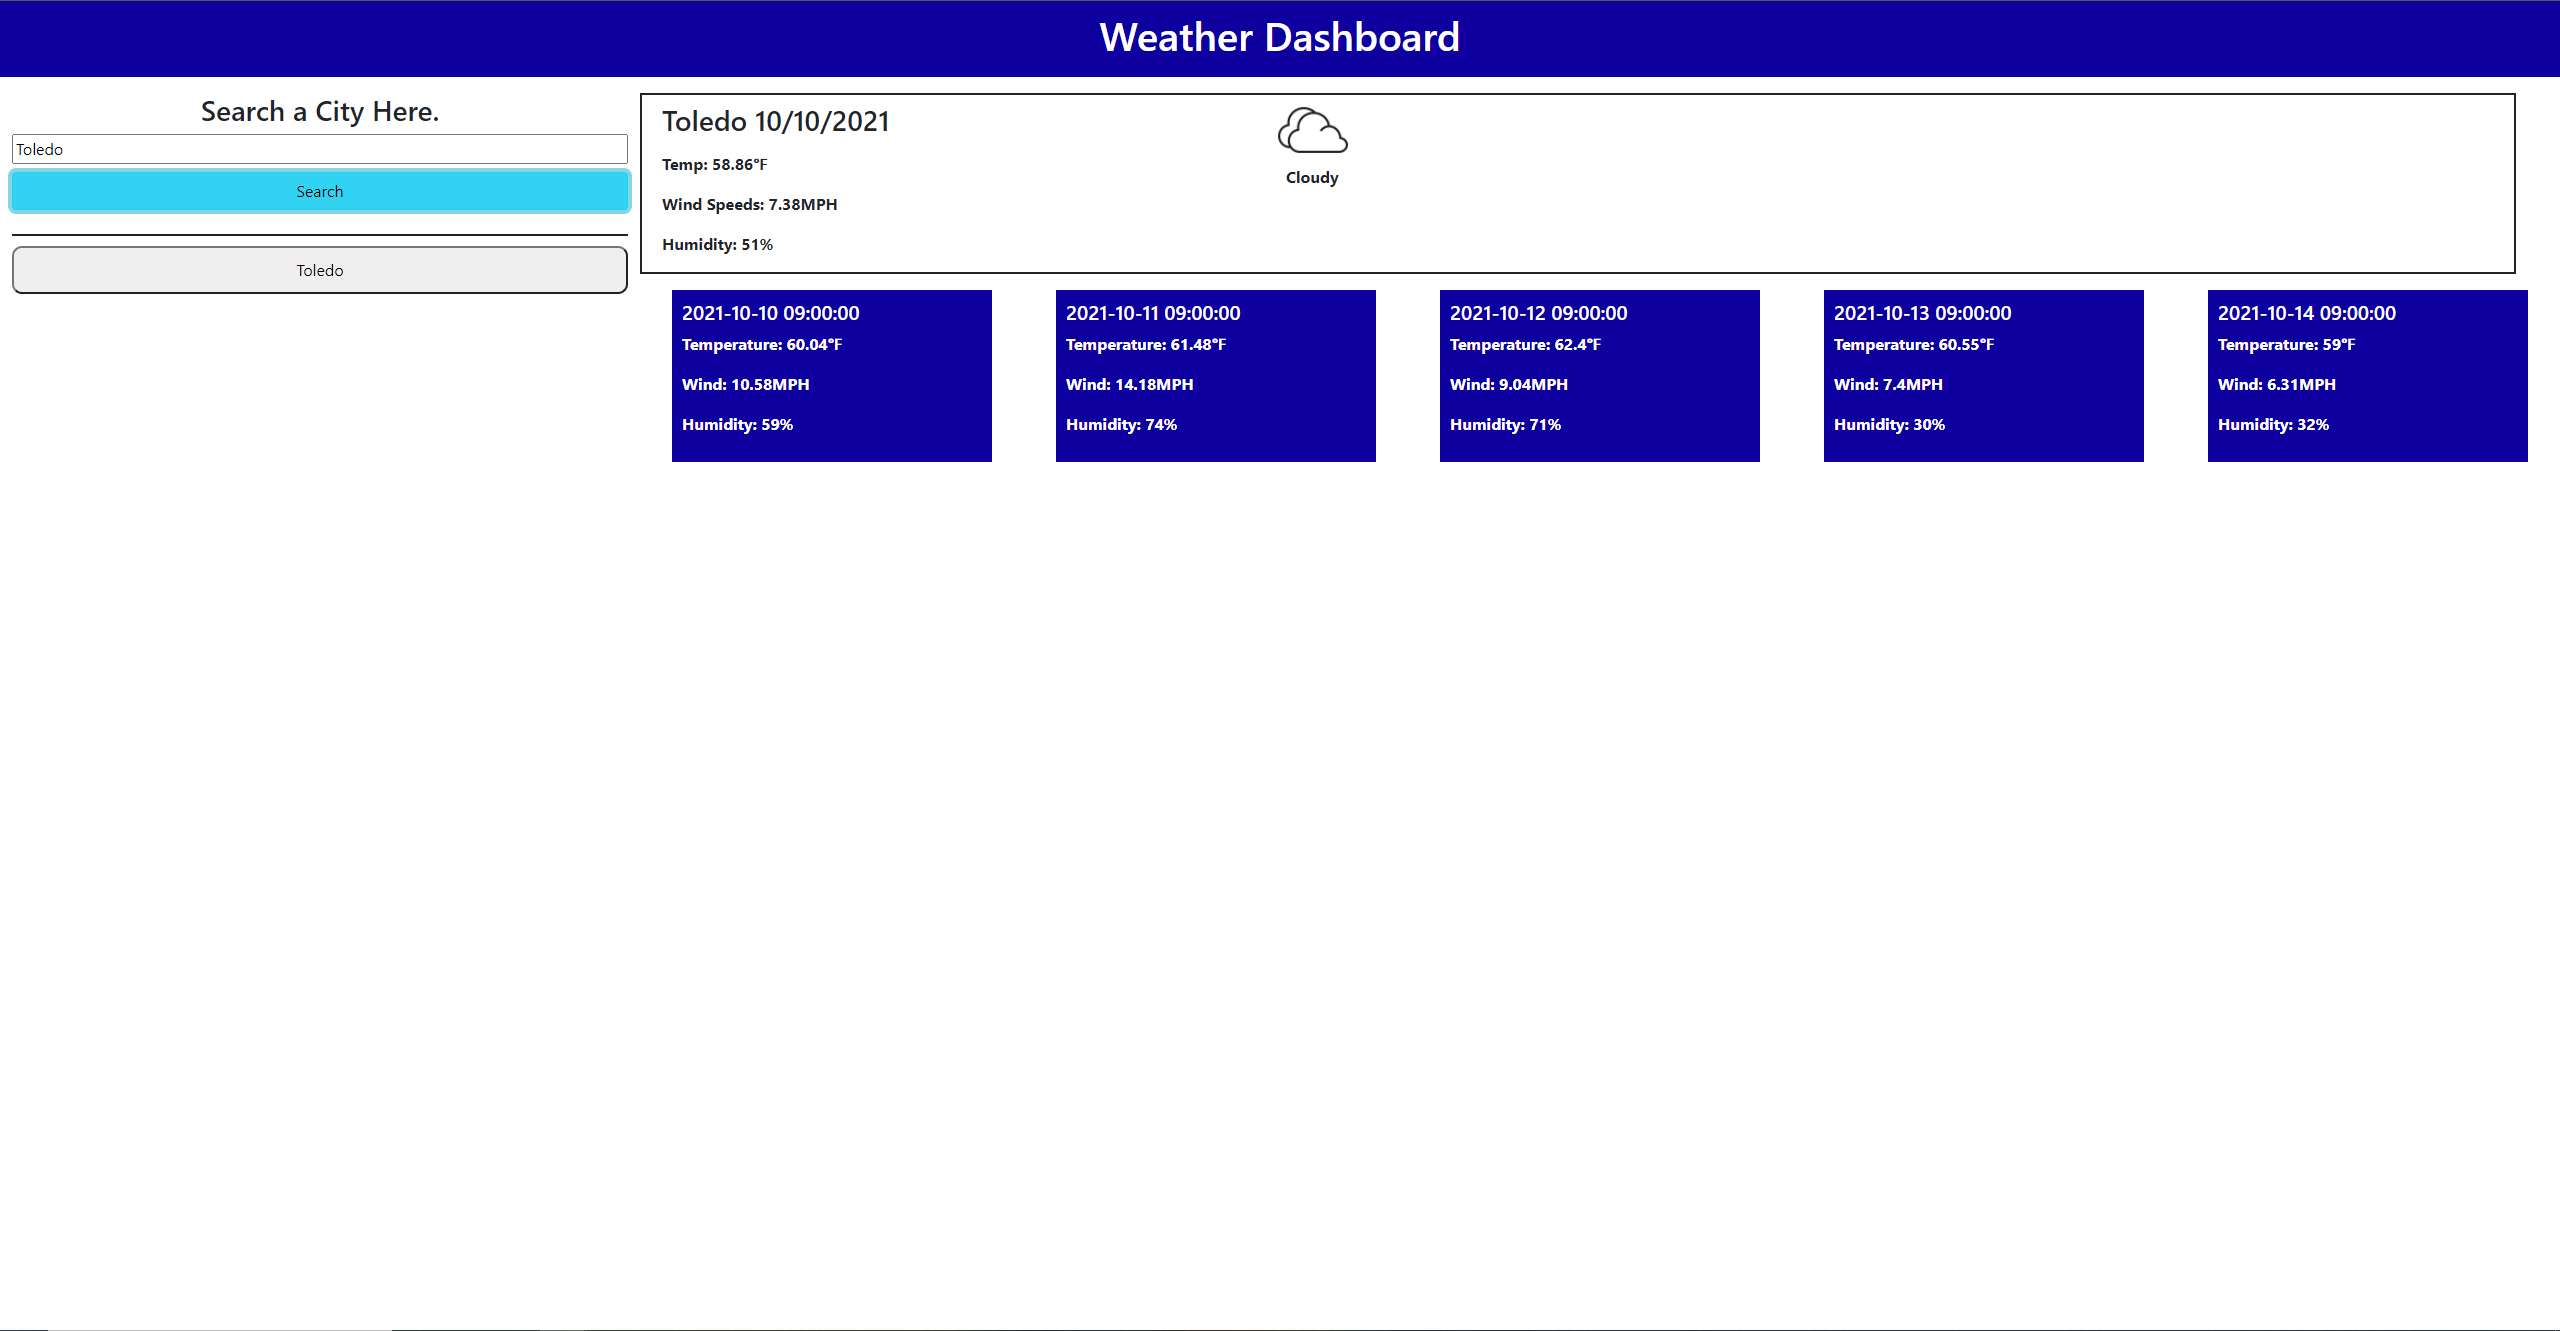 Weather Dashboard
Search a City Here.
Toledo
Search
Toledo
Toledo 10/10/2021
Temp: 58.86°F
Wind Speeds: 7.38MPH
Humidity: 51%
Cloudy
2021-10-10 09:00:00
Temperature: 60.04°F
Wind: 10.58MPH
Humidity: 59%
2021-10-11 09:00:00
Temperature: 61.48°F
Wind: 14.18MPH
Humidity: 74%
2021-10-12 09:00:00
Temperature: 62.4°F
Wind: 9.04MPH
Humidity: 71%
2021-10-13 09:00:00
Temperature: 60.55°F
Wind: 7.4MPH
Humidity: 30%
2021-10-14 09:00:00
Temperature: 59°F
Wind: 6.31MPH
Humidity: 32%